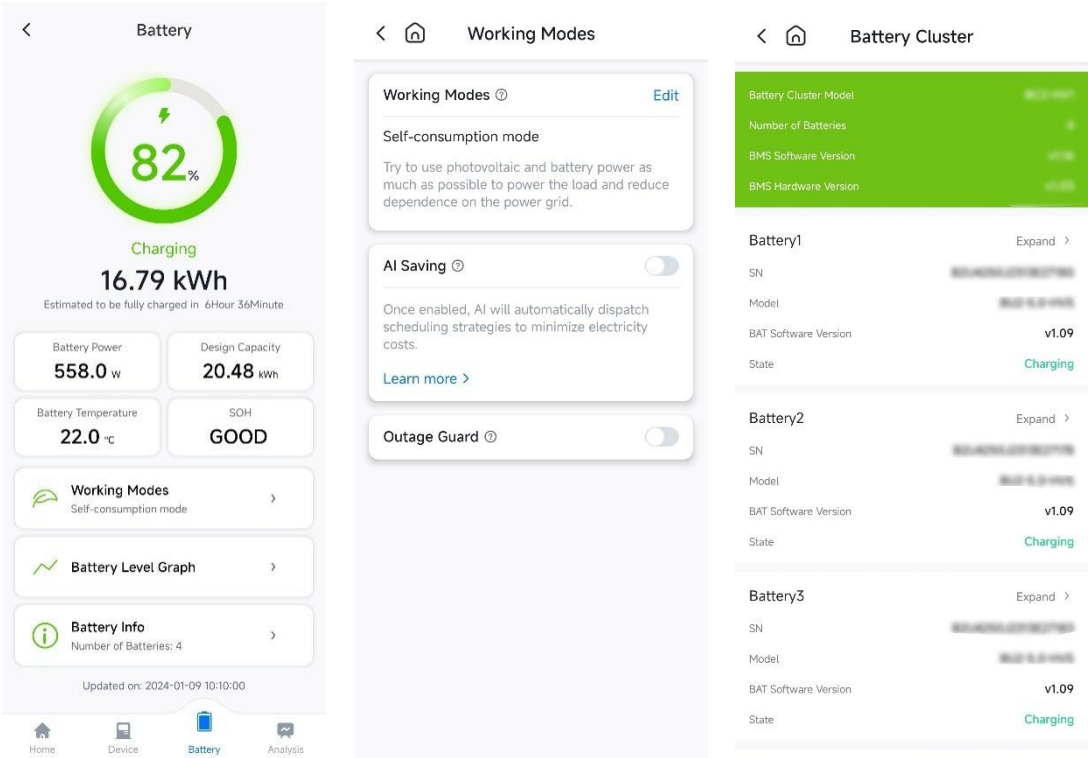 Battery
82%
Charging
16.79 kWh
Estimated to be fully charged in 6Hour 36Minute
Battery Power
558.0 W
Design Capacity
20.48 kWh
Battery Temperature
22.0 °C
SOH
GOOD
Working Modes
Self-consumption mode
Battery Level Graph
Battery Info
Number of Batteries: 4
Updated on: 2024-01-09 10:10:00
Home
Device
Battery
Analysis
Working Modes
Working Modes
Edit
Self-consumption mode
Try to use photovoltaic and battery power as
much as possible to power the load and reduce
dependence on the power grid.
AI Saving
Once enabled, AI will automatically dispatch
scheduling strategies to minimize electricity
costs.
Learn more >
Outage Guard
Battery Cluster
Battery Cluster Model
Number of Batteries
BMS Software Version
BMS Hardware Version
Battery1
Expand >
SN
Model
BAT Software Version v1.09
State Charging
Battery2
Expand >
SN
Model
BAT Software Version v1.09
State Charging
Battery3
Expand >
SN
Model
BAT Software Version v1.09
State Charging